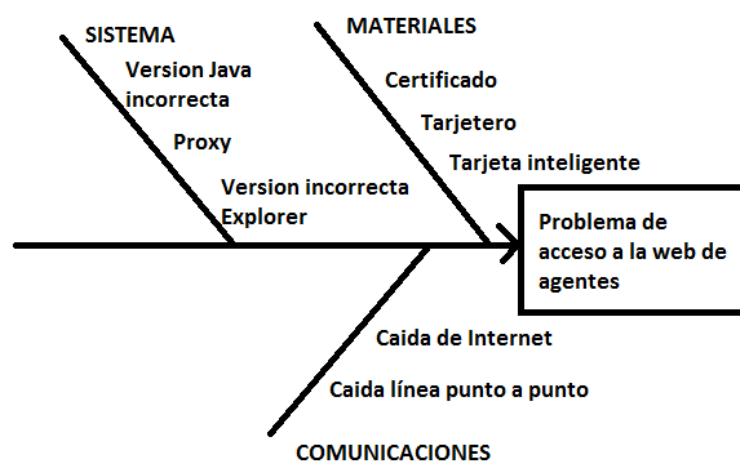 SISTEMA
Version Java
incorrecta
Proxy
Version incorrecta
Explorer
MATERIALES
Certificado
Tarjetero
Tarjeta inteligente
Problema de
acceso a la web de
agentes
Caida de Internet
Caida línea punto a punto
COMUNICACIONES